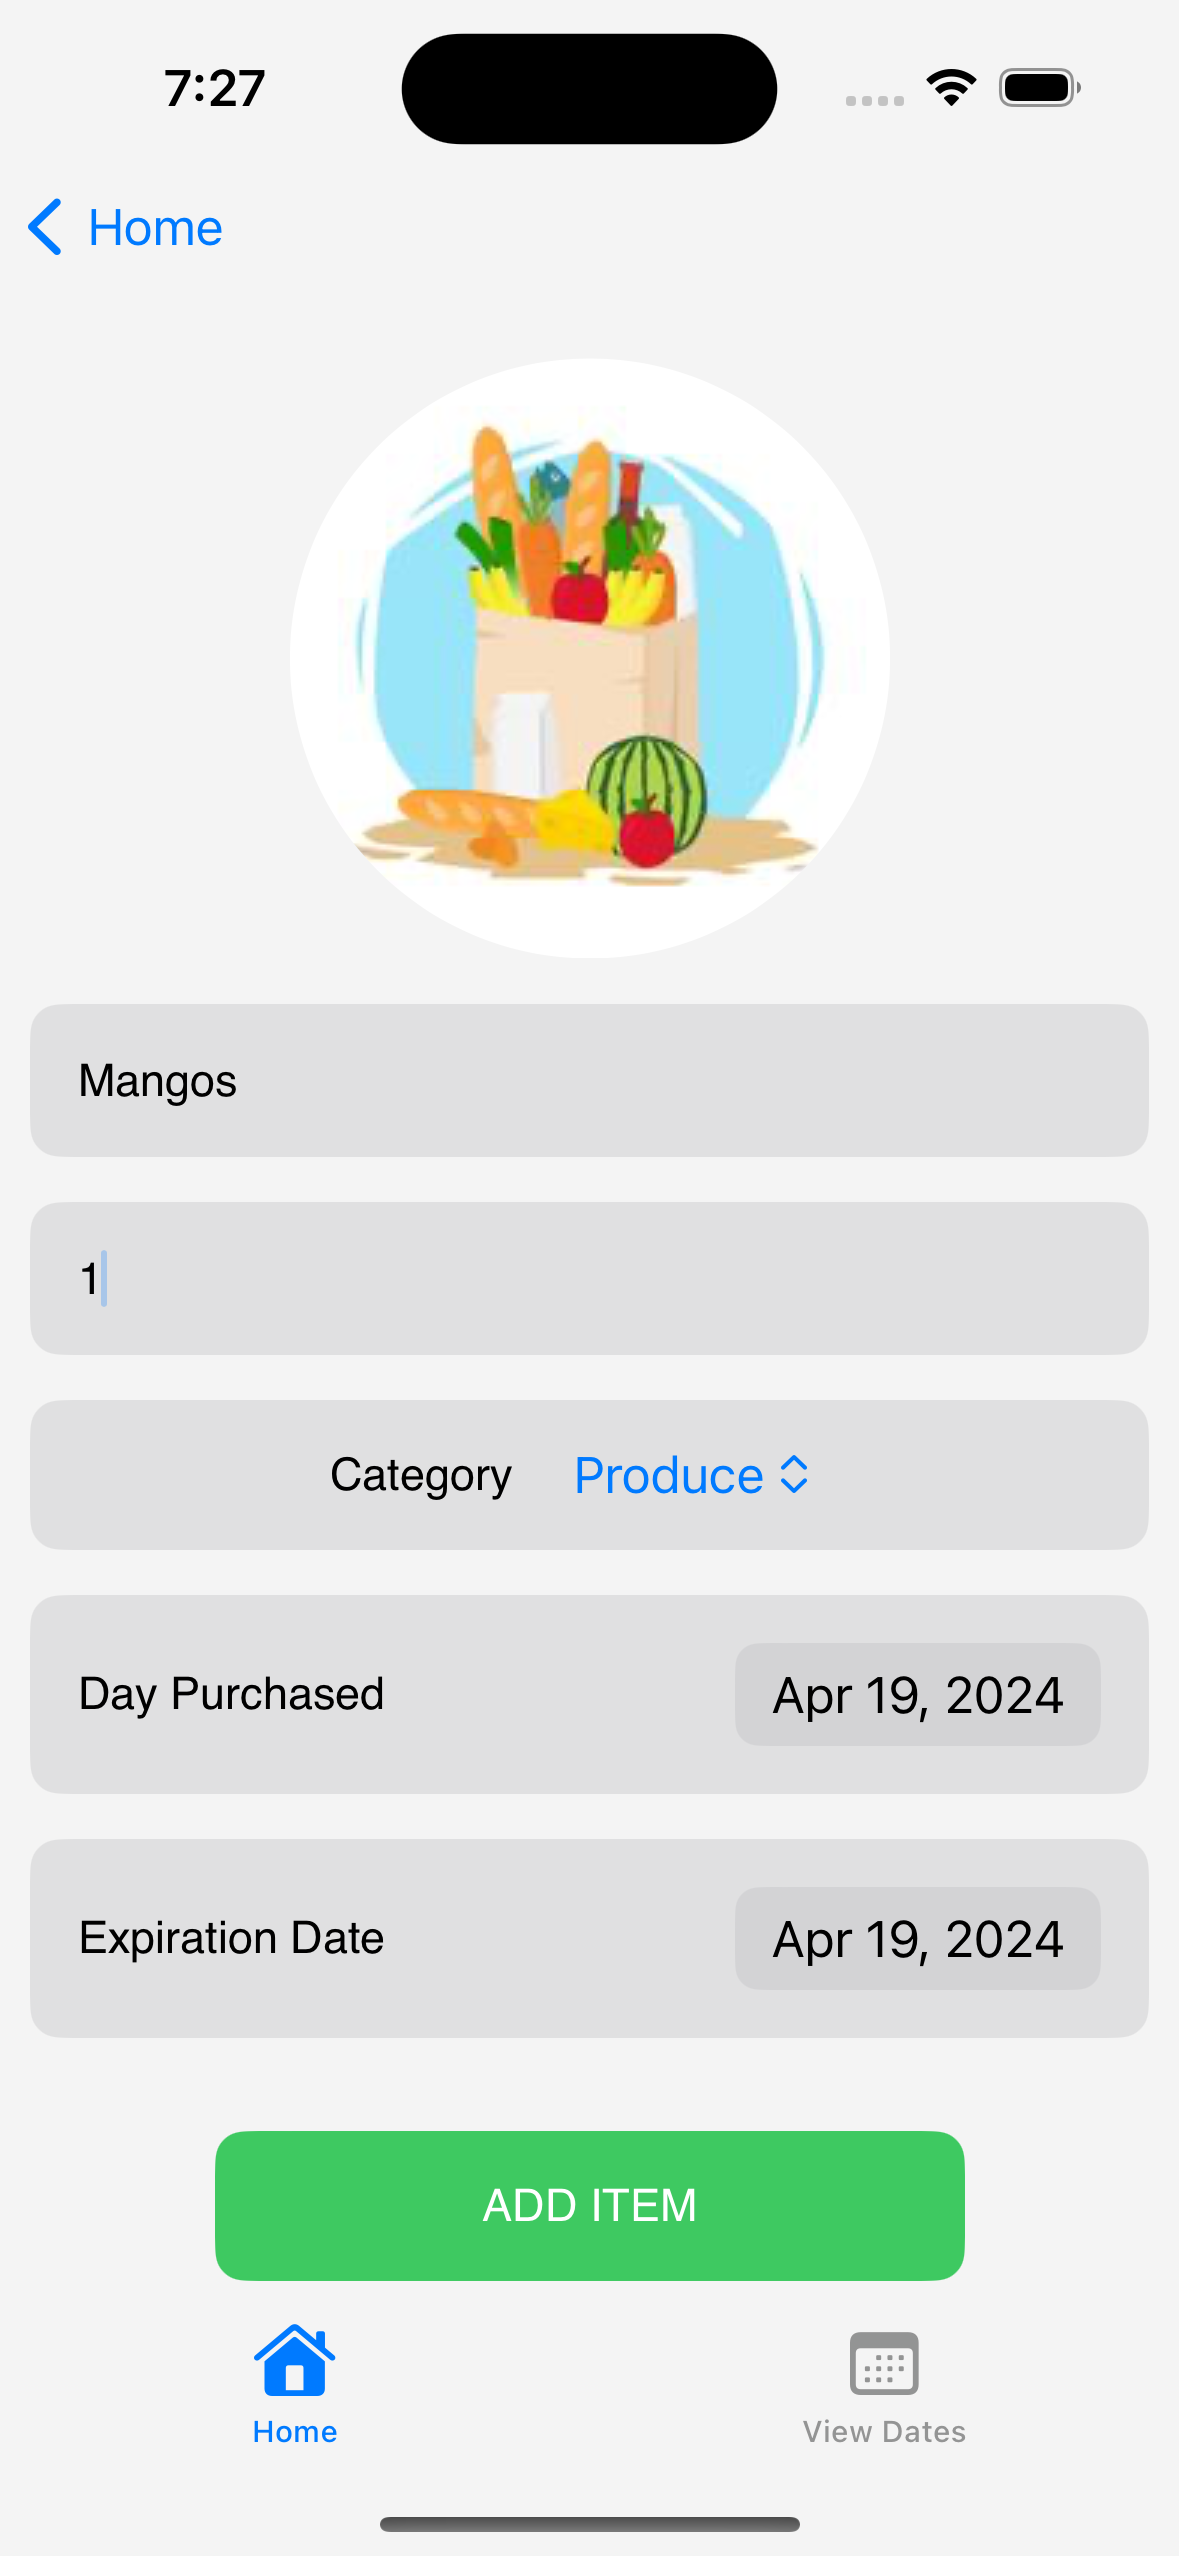 7:27
Home
Mangos
1
Category Produce
Day Purchased Apr 19, 2024
Expiration Date Apr 19, 2024
ADD ITEM
Home View Dates